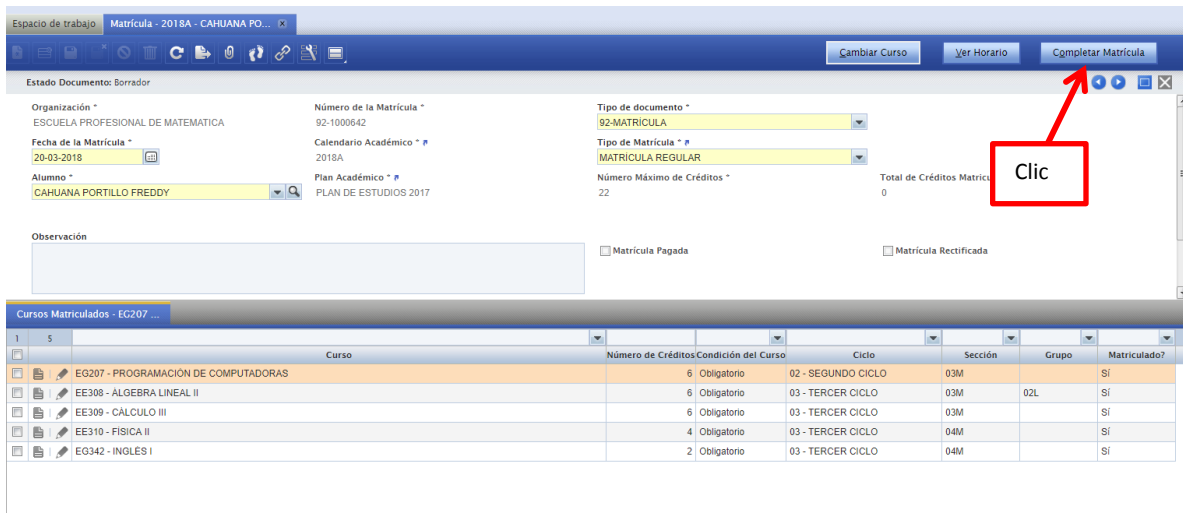 Espacio de trabajo Matrícula - 2018A - CAHUANA PO...
Cambiar Curso Ver Horario Completar Matrícula
Estado Documento: Borrador
Organización * Número de la Matrícula * Tipo de documento *
ESCUELA PROFESIONAL DE MATEMATICA 92-1000642 92-MATRÍCULA
Fecha de la Matrícula * Calendario Académico * Tipo de Matrícula *
20-03-2018 2018A MATRÍCULA REGULAR
Alumno * Plan Académico * Número Máximo de Créditos * Total de Créditos
CAHUANA PORTILLO FREDDY PLAN DE ESTUDIOS 2017 22 0
Clic
Observación
Matrícula Pagada Matrícula Rectificada
Cursos Matriculados - EG207 ...
1 5
Curso Número de Créditos Condición del Curso Ciclo Sección Grupo Matriculado?
EG207 - PROGRAMACIÓN DE COMPUTADORAS 6 Obligatorio 02 - SEGUNDO CICLO 03M Sí
EE308 - ÁLGEBRA LINEAL II 6 Obligatorio 03 - TERCER CICLO 03M 02L Sí
EE309 - CÁLCULO III 6 Obligatorio 03 - TERCER CICLO 03M Sí
EE310 - FÍSICA II 4 Obligatorio 03 - TERCER CICLO 04M Sí
EG342 - INGLÉS I 2 Obligatorio 03 - TERCER CICLO 04M Sí